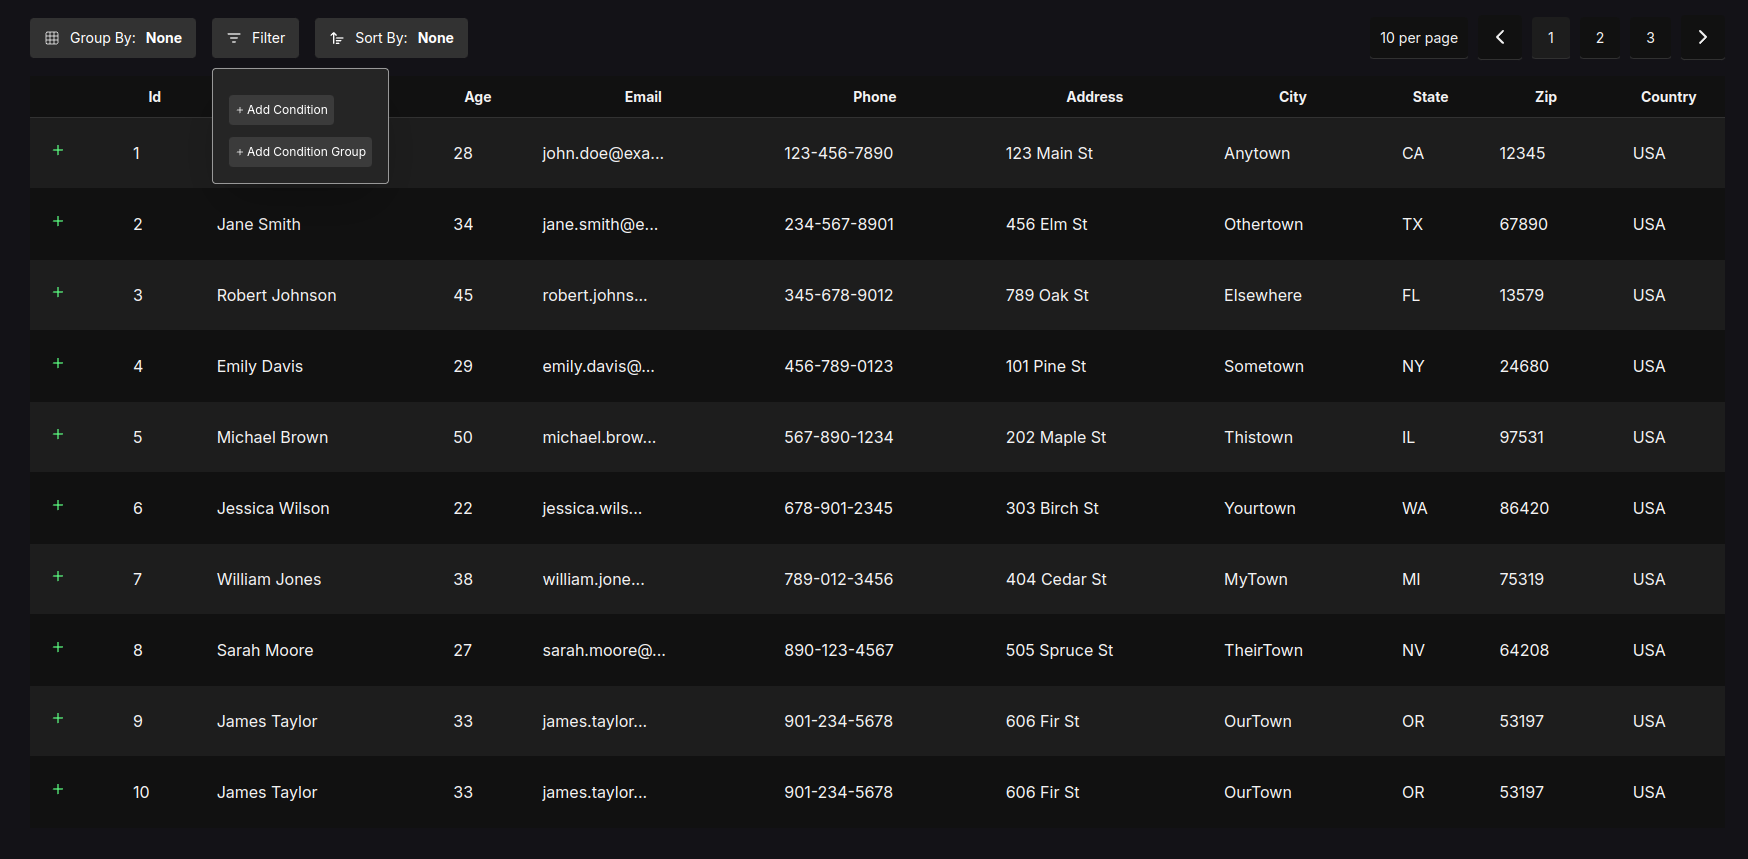 Group By: None Filter Sort By: None 10 per page 1 2 3
Id Age Email Phone Address City State Zip Country
+ Add Condition
+ Add Condition Group
+ 1 28 john.doe@exa... 123-456-7890 123 Main St Anytown CA 12345 USA
+ 2 Jane Smith 34 jane.smith@e... 234-567-8901 456 Elm St Othertown TX 67890 USA
+ 3 Robert Johnson 45 robert.johns... 345-678-9012 789 Oak St Elsewhere FL 13579 USA
+ 4 Emily Davis 29 emily.davis@... 456-789-0123 101 Pine St Sometown NY 24680 USA
+ 5 Michael Brown 50 michael.brow... 567-890-1234 202 Maple St Thistown IL 97531 USA
+ 6 Jessica Wilson 22 jessica.wils... 678-901-2345 303 Birch St Yourtown WA 86420 USA
+ 7 William Jones 38 william.jone... 789-012-3456 404 Cedar St MyTown MI 75319 USA
+ 8 Sarah Moore 27 sarah.moore@... 890-123-4567 505 Spruce St TheirTown NV 64208 USA
+ 9 James Taylor 33 james.taylor... 901-234-5678 606 Fir St OurTown OR 53197 USA
+ 10 James Taylor 33 james.taylor... 901-234-5678 606 Fir St OurTown OR 53197 USA